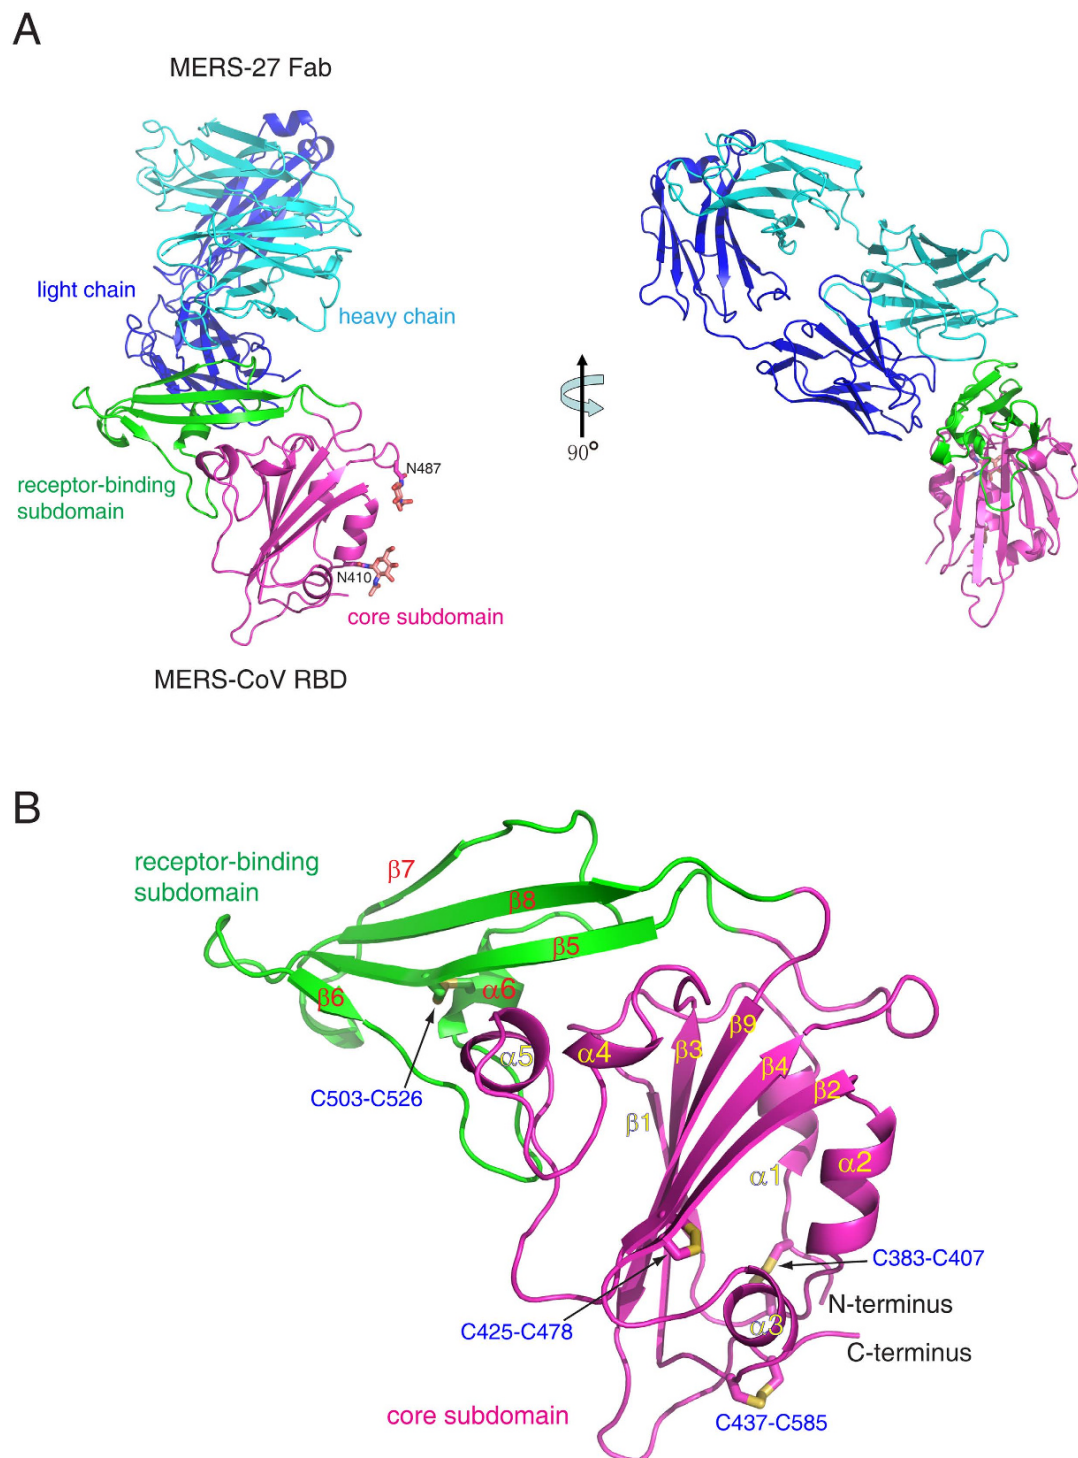 A
MERS-27 Fab
light chain
heavy chain
receptor-binding
subdomain
N487
N410
core subdomain
MERS-CoV RBD
90°
B
receptor-binding
subdomain
β7
β8
β5
β6
α6
α5
α4
β3
β9
β4
β2
C503-C526
β1
α1
α2
C383-C407
N-terminus
C425-C478
α3
C-terminus
core subdomain
C437-C585